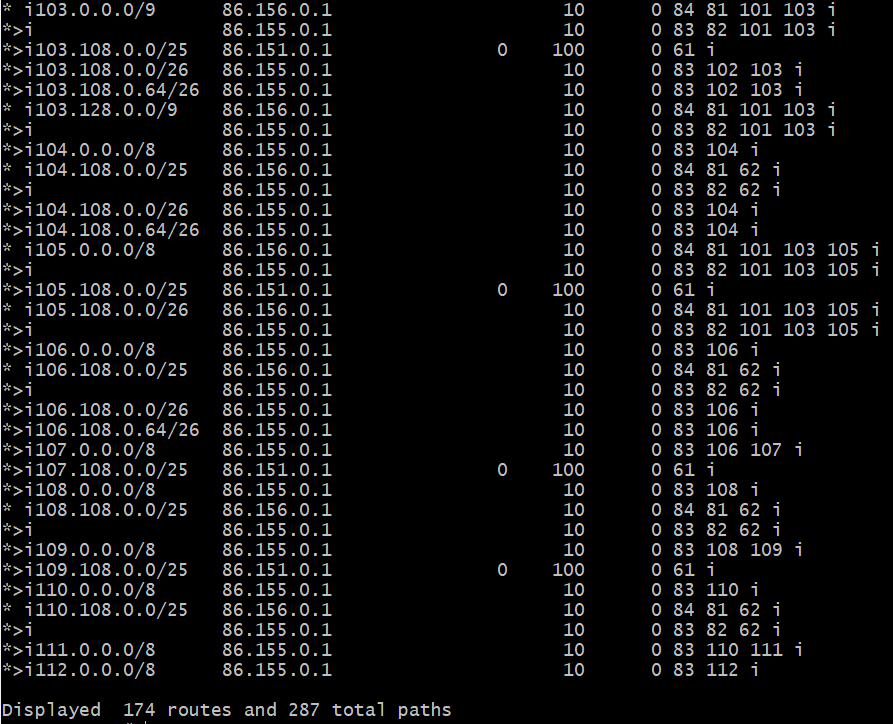 * i103.0.0.0/9      86.156.0.1                     10      0 84 81 101 103 i
*>i                 86.155.0.1                     10      0 83 82 101 103 i
*>i103.108.0.0/25   86.151.0.1               0    100      0 61 i
*>i103.108.0.0/26   86.155.0.1                     10      0 83 102 103 i
*>i103.108.0.64/26  86.155.0.1                     10      0 83 102 103 i
* i103.128.0.0/9    86.156.0.1                     10      0 84 81 101 103 i
*>i                 86.155.0.1                     10      0 83 82 101 103 i
*>i104.0.0.0/8      86.155.0.1                     10      0 83 104 i
* i104.108.0.0/25   86.156.0.1                     10      0 84 81 62 i
*>i                 86.155.0.1                     10      0 83 82 62 i
*>i104.108.0.0/26   86.155.0.1                     10      0 83 104 i
*>i104.108.0.64/26  86.155.0.1                     10      0 83 104 i
* i105.0.0.0/8      86.156.0.1                     10      0 84 81 101 103 105 i
*>i                 86.155.0.1                     10      0 83 82 101 103 105 i
*>i105.108.0.0/25   86.151.0.1               0    100      0 61 i
* i105.108.0.0/26   86.156.0.1                     10      0 84 81 101 103 105 i
*>i                 86.155.0.1                     10      0 83 82 101 103 105 i
*>i106.0.0.0/8      86.155.0.1                     10      0 83 106 i
* i106.108.0.0/25   86.156.0.1                     10      0 84 81 62 i
*>i                 86.155.0.1                     10      0 83 82 62 i
*>i106.108.0.0/26   86.155.0.1                     10      0 83 106 i
*>i106.108.0.64/26  86.155.0.1                     10      0 83 106 i
*>i107.0.0.0/8      86.155.0.1                     10      0 83 106 107 i
*>i107.108.0.0/25   86.151.0.1               0    100      0 61 i
*>i108.0.0.0/8      86.155.0.1                     10      0 83 108 i
* i108.108.0.0/25   86.156.0.1                     10      0 84 81 62 i
*>i                 86.155.0.1                     10      0 83 82 62 i
*>i109.0.0.0/8      86.155.0.1                     10      0 83 108 109 i
*>i109.108.0.0/25   86.151.0.1               0    100      0 61 i
*>i110.0.0.0/8      86.155.0.1                     10      0 83 110 i
* i110.108.0.0/25   86.156.0.1                     10      0 84 81 62 i
*>i                 86.155.0.1                     10      0 83 82 62 i
*>i111.0.0.0/8      86.155.0.1                     10      0 83 110 111 i
*>i112.0.0.0/8      86.155.0.1                     10      0 83 112 i
Displayed  174 routes and 287 total paths